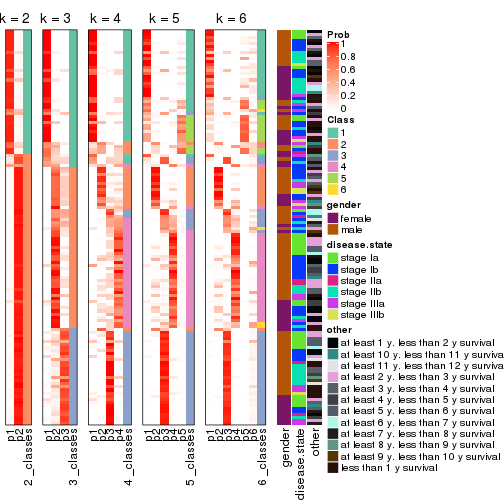 k = 2
k = 3
k = 4
k = 5
k = 6
Prob
1
0.8
0.6
0.4
0.2
0
Class
1
2
3
4
5
6
gender
female
male
disease.state
stage Ia
stage Ib
stage IIa
stage IIb
stage IIIa
stage IIIb
other
at least 1 y. less than 2 y survival
at least 10 y. less than 11 y survival
at least 11 y. less than 12 y survival
at least 2 y. less than 3 y survival
at least 3 y. less than 4 y survival
at least 4 y. less than 5 y survival
at least 5 y. less than 6 y survival
at least 6 y. less than 7 y survival
at least 7 y. less than 8 y survival
at least 8 y. less than 9 y survival
at least 9 y. less than 10 y survival
less than 1 y survival
p1
p2
2_classes
p1
p2
p3
3_classes
p1
p2
p3
p4
4_classes
p1
p2
p3
p4
p5
5_classes
p1
p2
p3
p4
p5
p6
6_classes
gender
disease.state
other